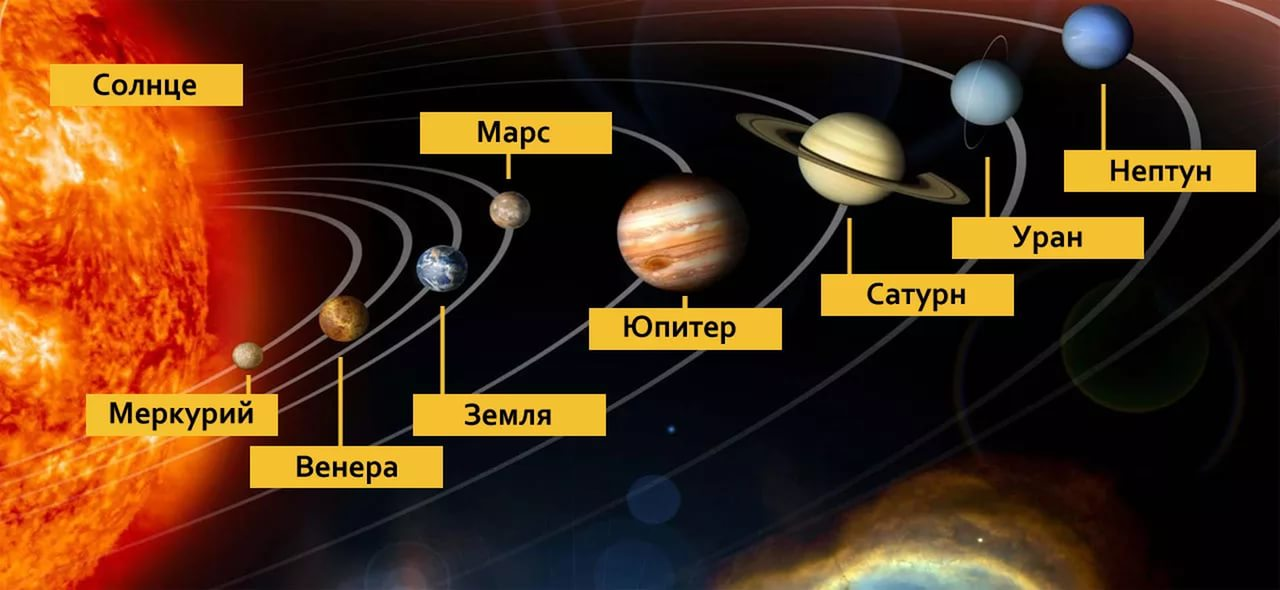 Солнце
Марс
Нептун
Уран
Сатурн
Юпитер
Меркурий
Земля
Венера